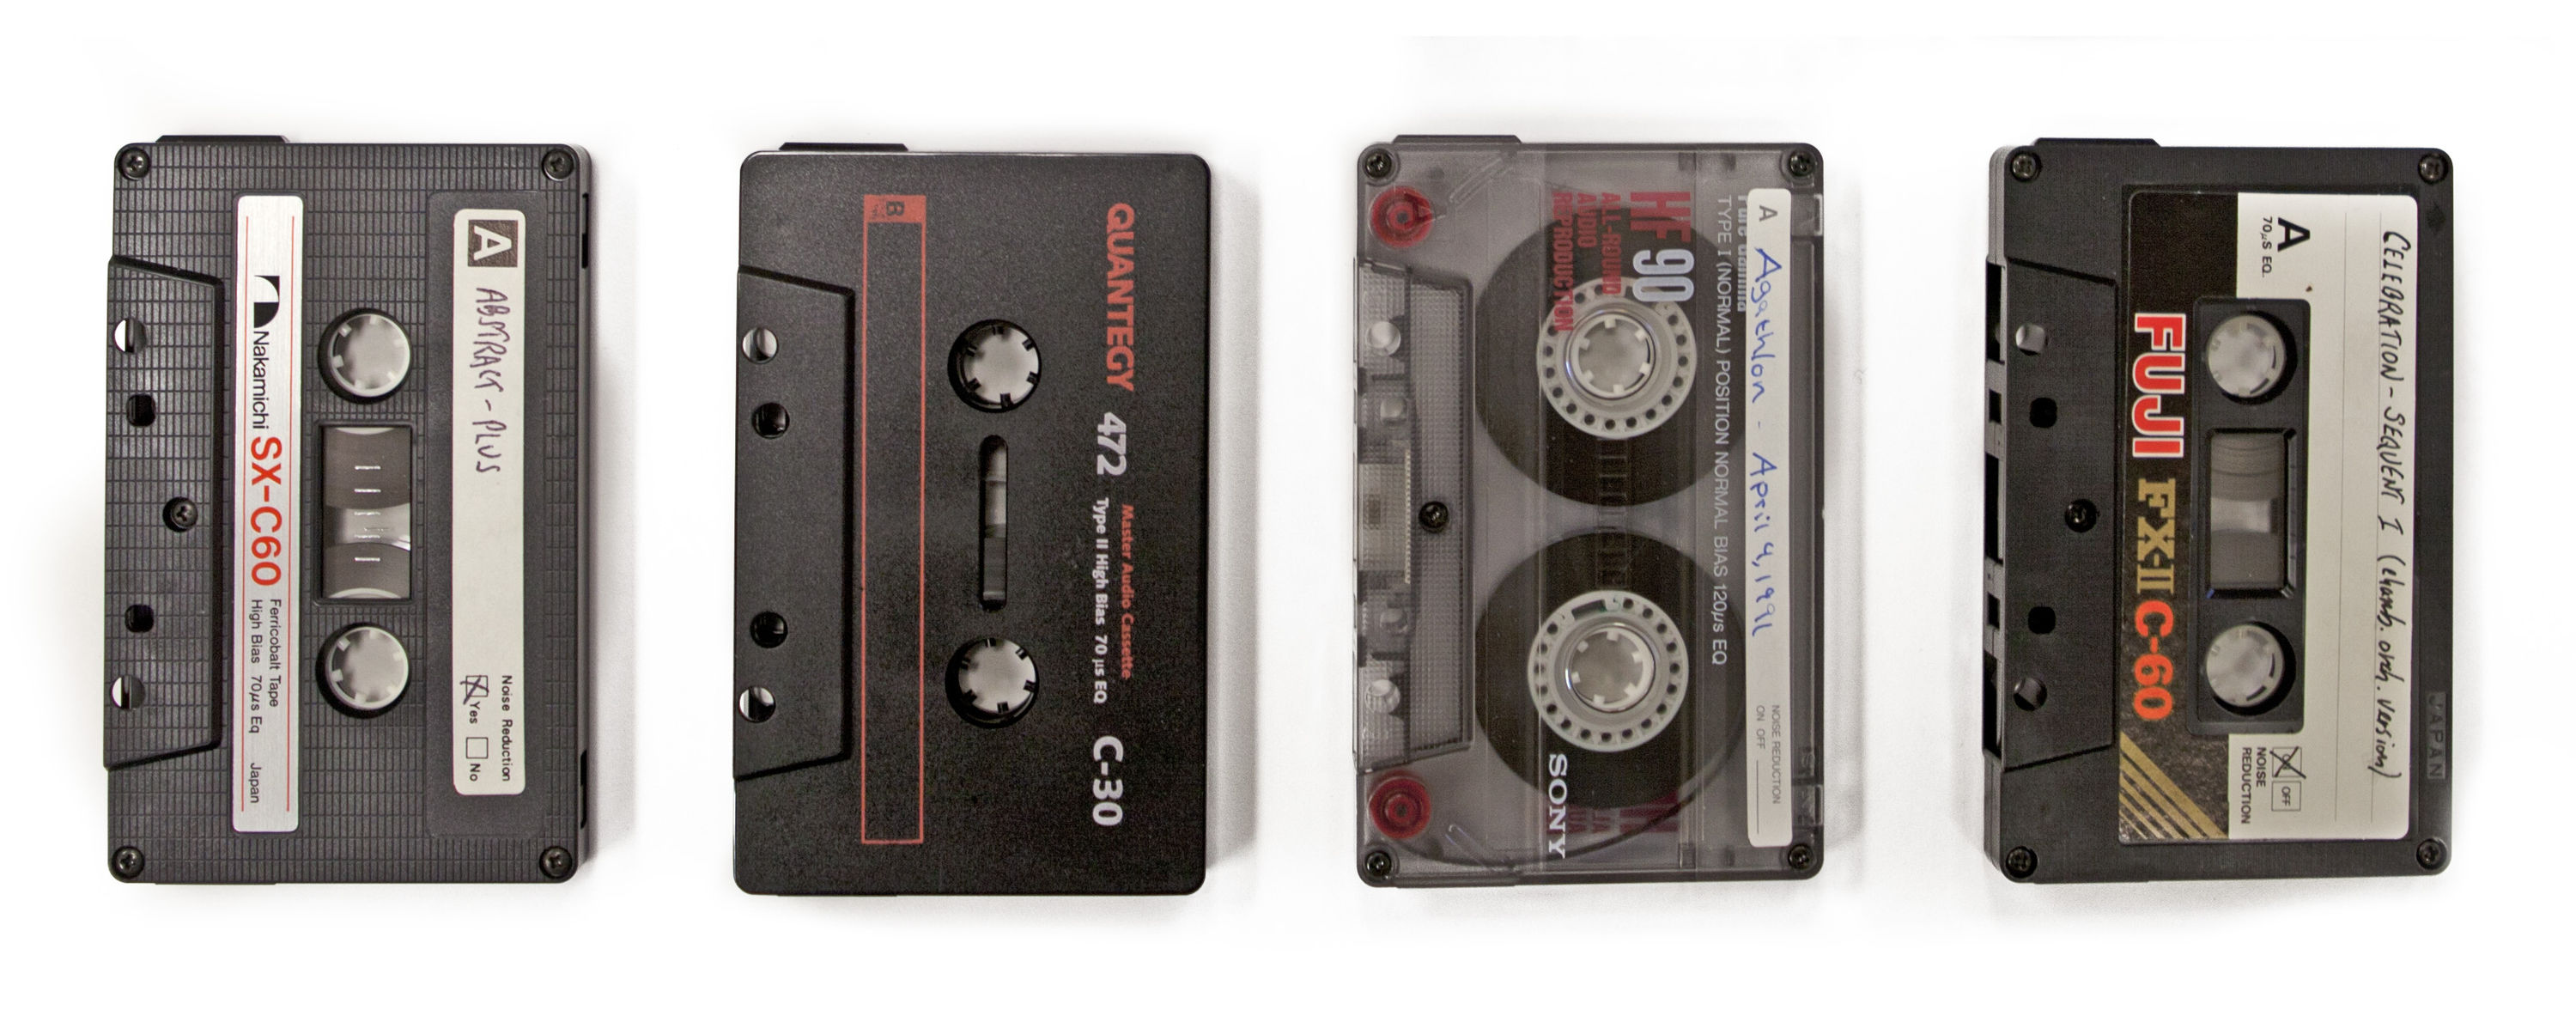 A
ABSTRACT - PLUS
Noise Reduction
Yes No
Nakamichi SX-C60 Ferricobalt Tape
High Bias 70µs Eq Japan
QUANTEGY 472 Master Audio Cassette
Type II High Bias 70 µs EQ C-30
B
A Agathlon - April 9, 1991
NOISE REDUCTION
ON OFF
TYPE I (NORMAL) POSITION NORMAL BIAS 120µs EQ
HF 90
ALL-ROUND
AUDIO
REPRODUCTION
SONY
CELEBRATION - SEQUENT I (chamb. orch. version)
A
70µS EQ.
ON OFF
NOISE
REDUCTION
FUJI FX-II C-60
JAPAN